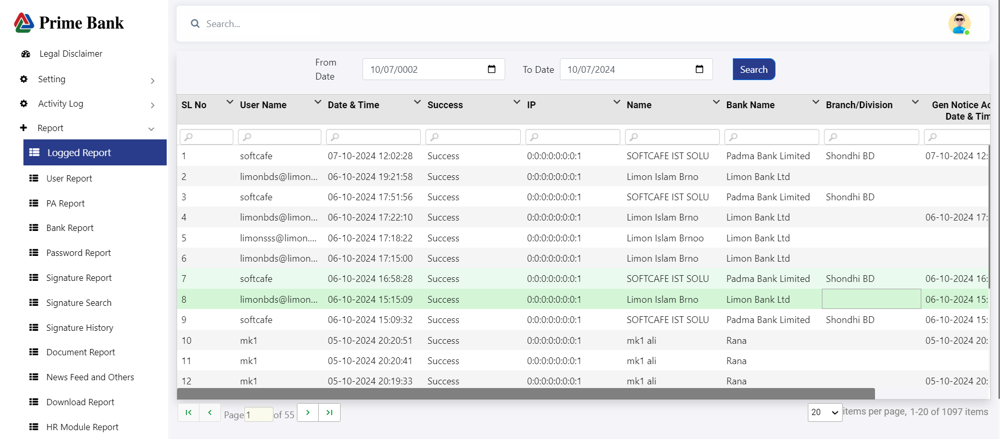 Prime Bank
Search...
Legal Disclaimer
Setting
Activity Log
Report
Logged Report
User Report
PA Report
Bank Report
Password Report
Signature Report
Signature Search
Signature History
Document Report
News Feed and Others
Download Report
HR Module Report
From Date 10/07/0002 To Date 10/07/2024 Search
SL No User Name Date & Time Success IP Name Bank Name Branch/Division Gen Notice Ac
Date & Tim
1 softcafe 07-10-2024 12:02:28 Success 0:0:0:0:0:0:0:1 SOFTCAFE IST SOLU Padma Bank Limited Shondhi BD 07-10-2024 12:
2 limonbds@limon... 06-10-2024 19:21:58 Success 0:0:0:0:0:0:0:1 Limon Islam Brno Limon Bank Ltd
3 softcafe 06-10-2024 17:51:56 Success 0:0:0:0:0:0:0:1 SOFTCAFE IST SOLU Padma Bank Limited Shondhi BD
4 limonbds@limon... 06-10-2024 17:22:10 Success 0:0:0:0:0:0:0:1 Limon Islam Brno Limon Bank Ltd 06-10-2024 17:
5 limonsss@limon.... 06-10-2024 17:18:22 Success 0:0:0:0:0:0:0:1 Limon Islam Brnoo Limon Bank Ltd
6 limonbds@limon... 06-10-2024 17:15:00 Success 0:0:0:0:0:0:0:1 Limon Islam Brno Limon Bank Ltd
7 softcafe 06-10-2024 16:58:28 Success 0:0:0:0:0:0:0:1 SOFTCAFE IST SOLU Padma Bank Limited Shondhi BD 06-10-2024 16:
8 limonbds@limon... 06-10-2024 15:15:09 Success 0:0:0:0:0:0:0:1 Limon Islam Brno Limon Bank Ltd 06-10-2024 15:
9 softcafe 06-10-2024 15:09:32 Success 0:0:0:0:0:0:0:1 SOFTCAFE IST SOLU Padma Bank Limited Shondhi BD 06-10-2024 15:
10 mk1 05-10-2024 20:20:51 Success 0:0:0:0:0:0:0:1 mk1 ali Rana 05-10-2024 20:
11 mk1 05-10-2024 20:20:41 Success 0:0:0:0:0:0:0:1 mk1 ali Rana
12 mk1 05-10-2024 20:19:33 Success 0:0:0:0:0:0:0:1 mk1 ali Rana 05-10-2024 20:
Page 1 of 55 20 items per page, 1-20 of 1097 items